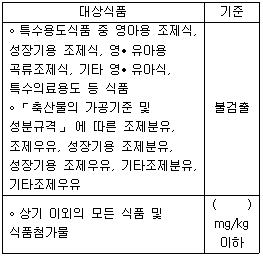 대상식품 기준
◦ 특수용도식품 중 영아용 조제식,
성장기용 조제식, 영•유아용
곡류조제식, 기타 영•유아식,
특수의료용도 등 식품
◦「축산물의 가공기준 및
성분규격」에 따른 조제분유,
조제우유, 성장기용 조제분유,
성장기용 조제우유, 기타조제분유,
기타조제우유
불검출
◦ 상기 이외의 모든 식품 및
식품첨가물
( )
mg/kg
이하